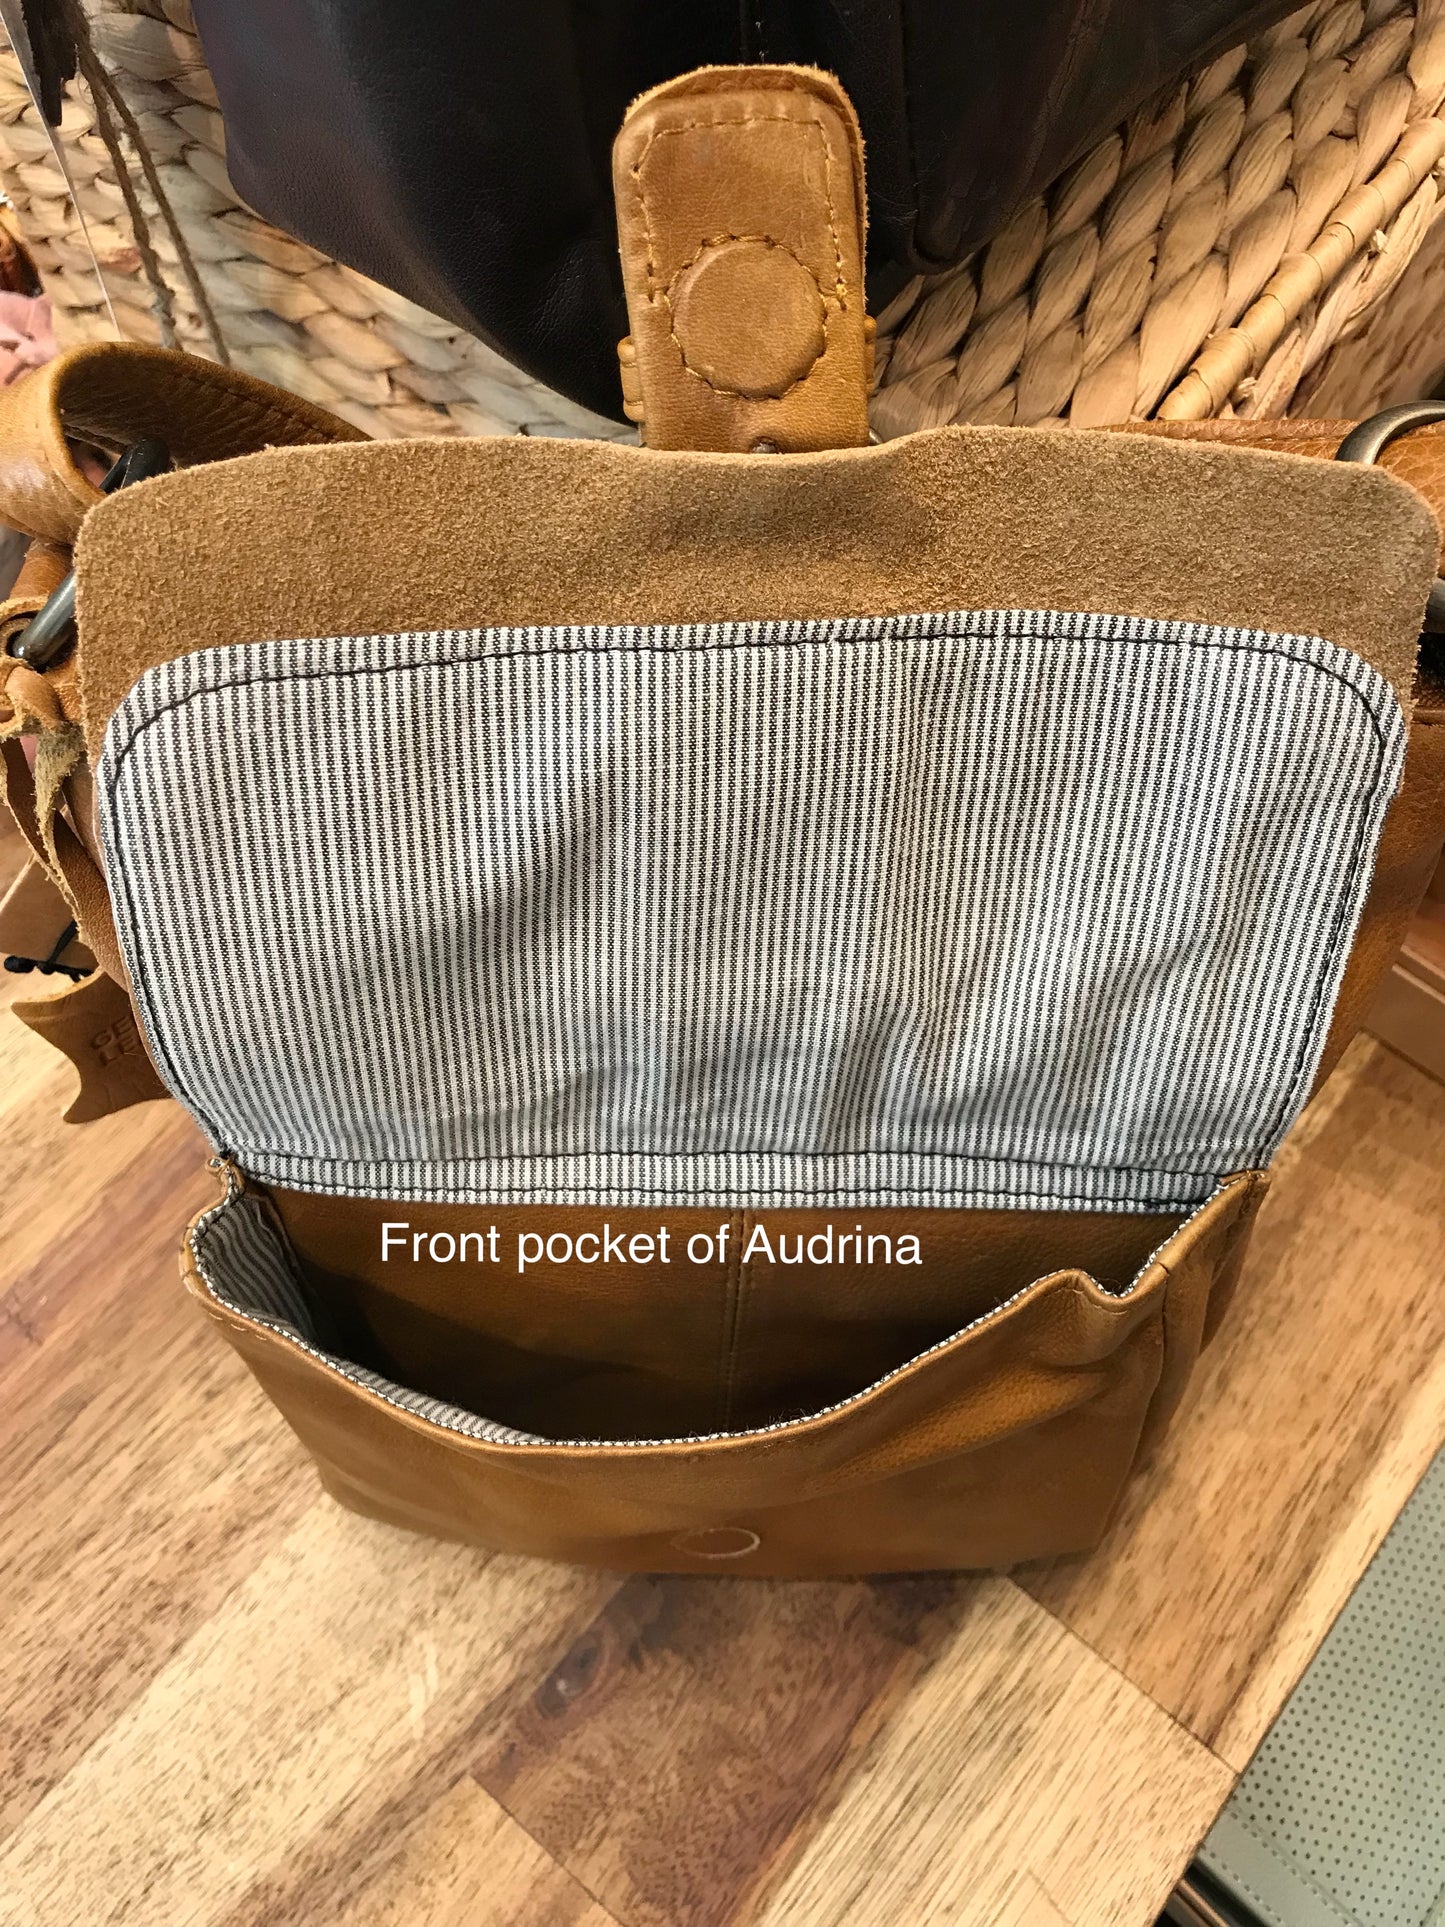 Front pocket of Audrina